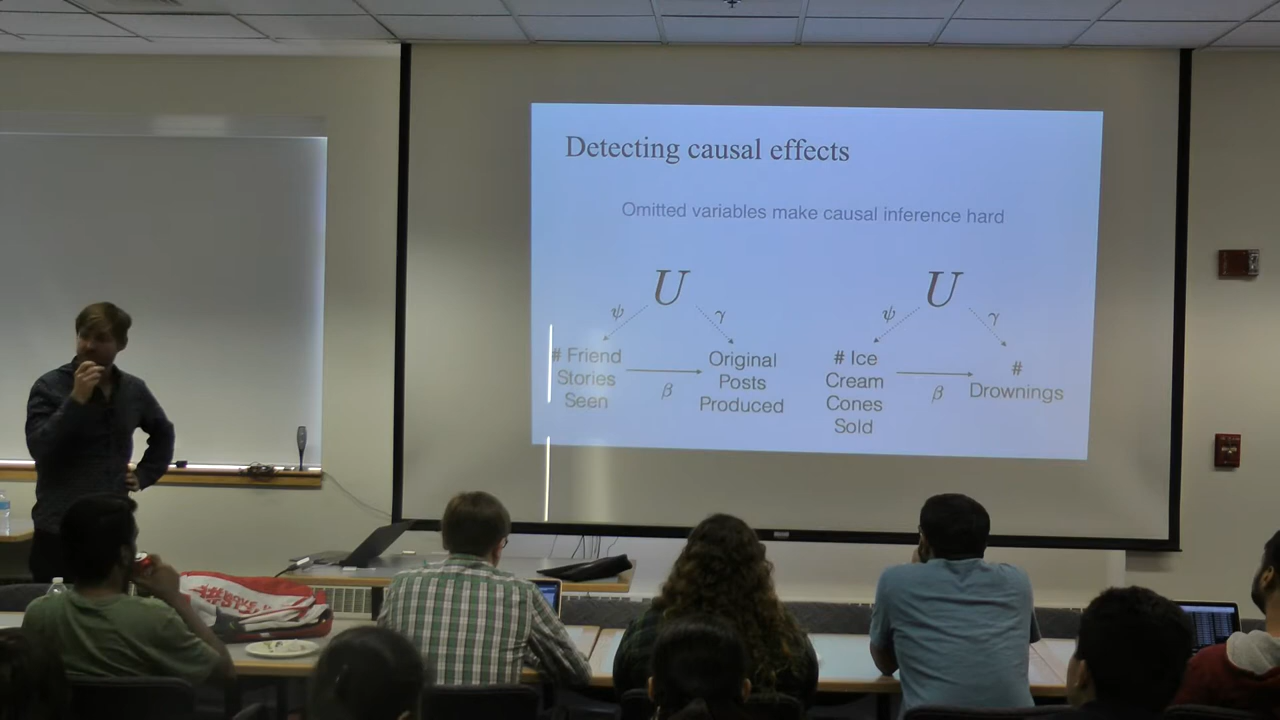 Detecting causal effects
Omitted variables make causal inference hard
U
ψ
γ
# Friend
Stories
Seen
β
Original
Posts
Produced
U
ψ
γ
# Ice
Cream
Cones
Sold
β
#
Drownings